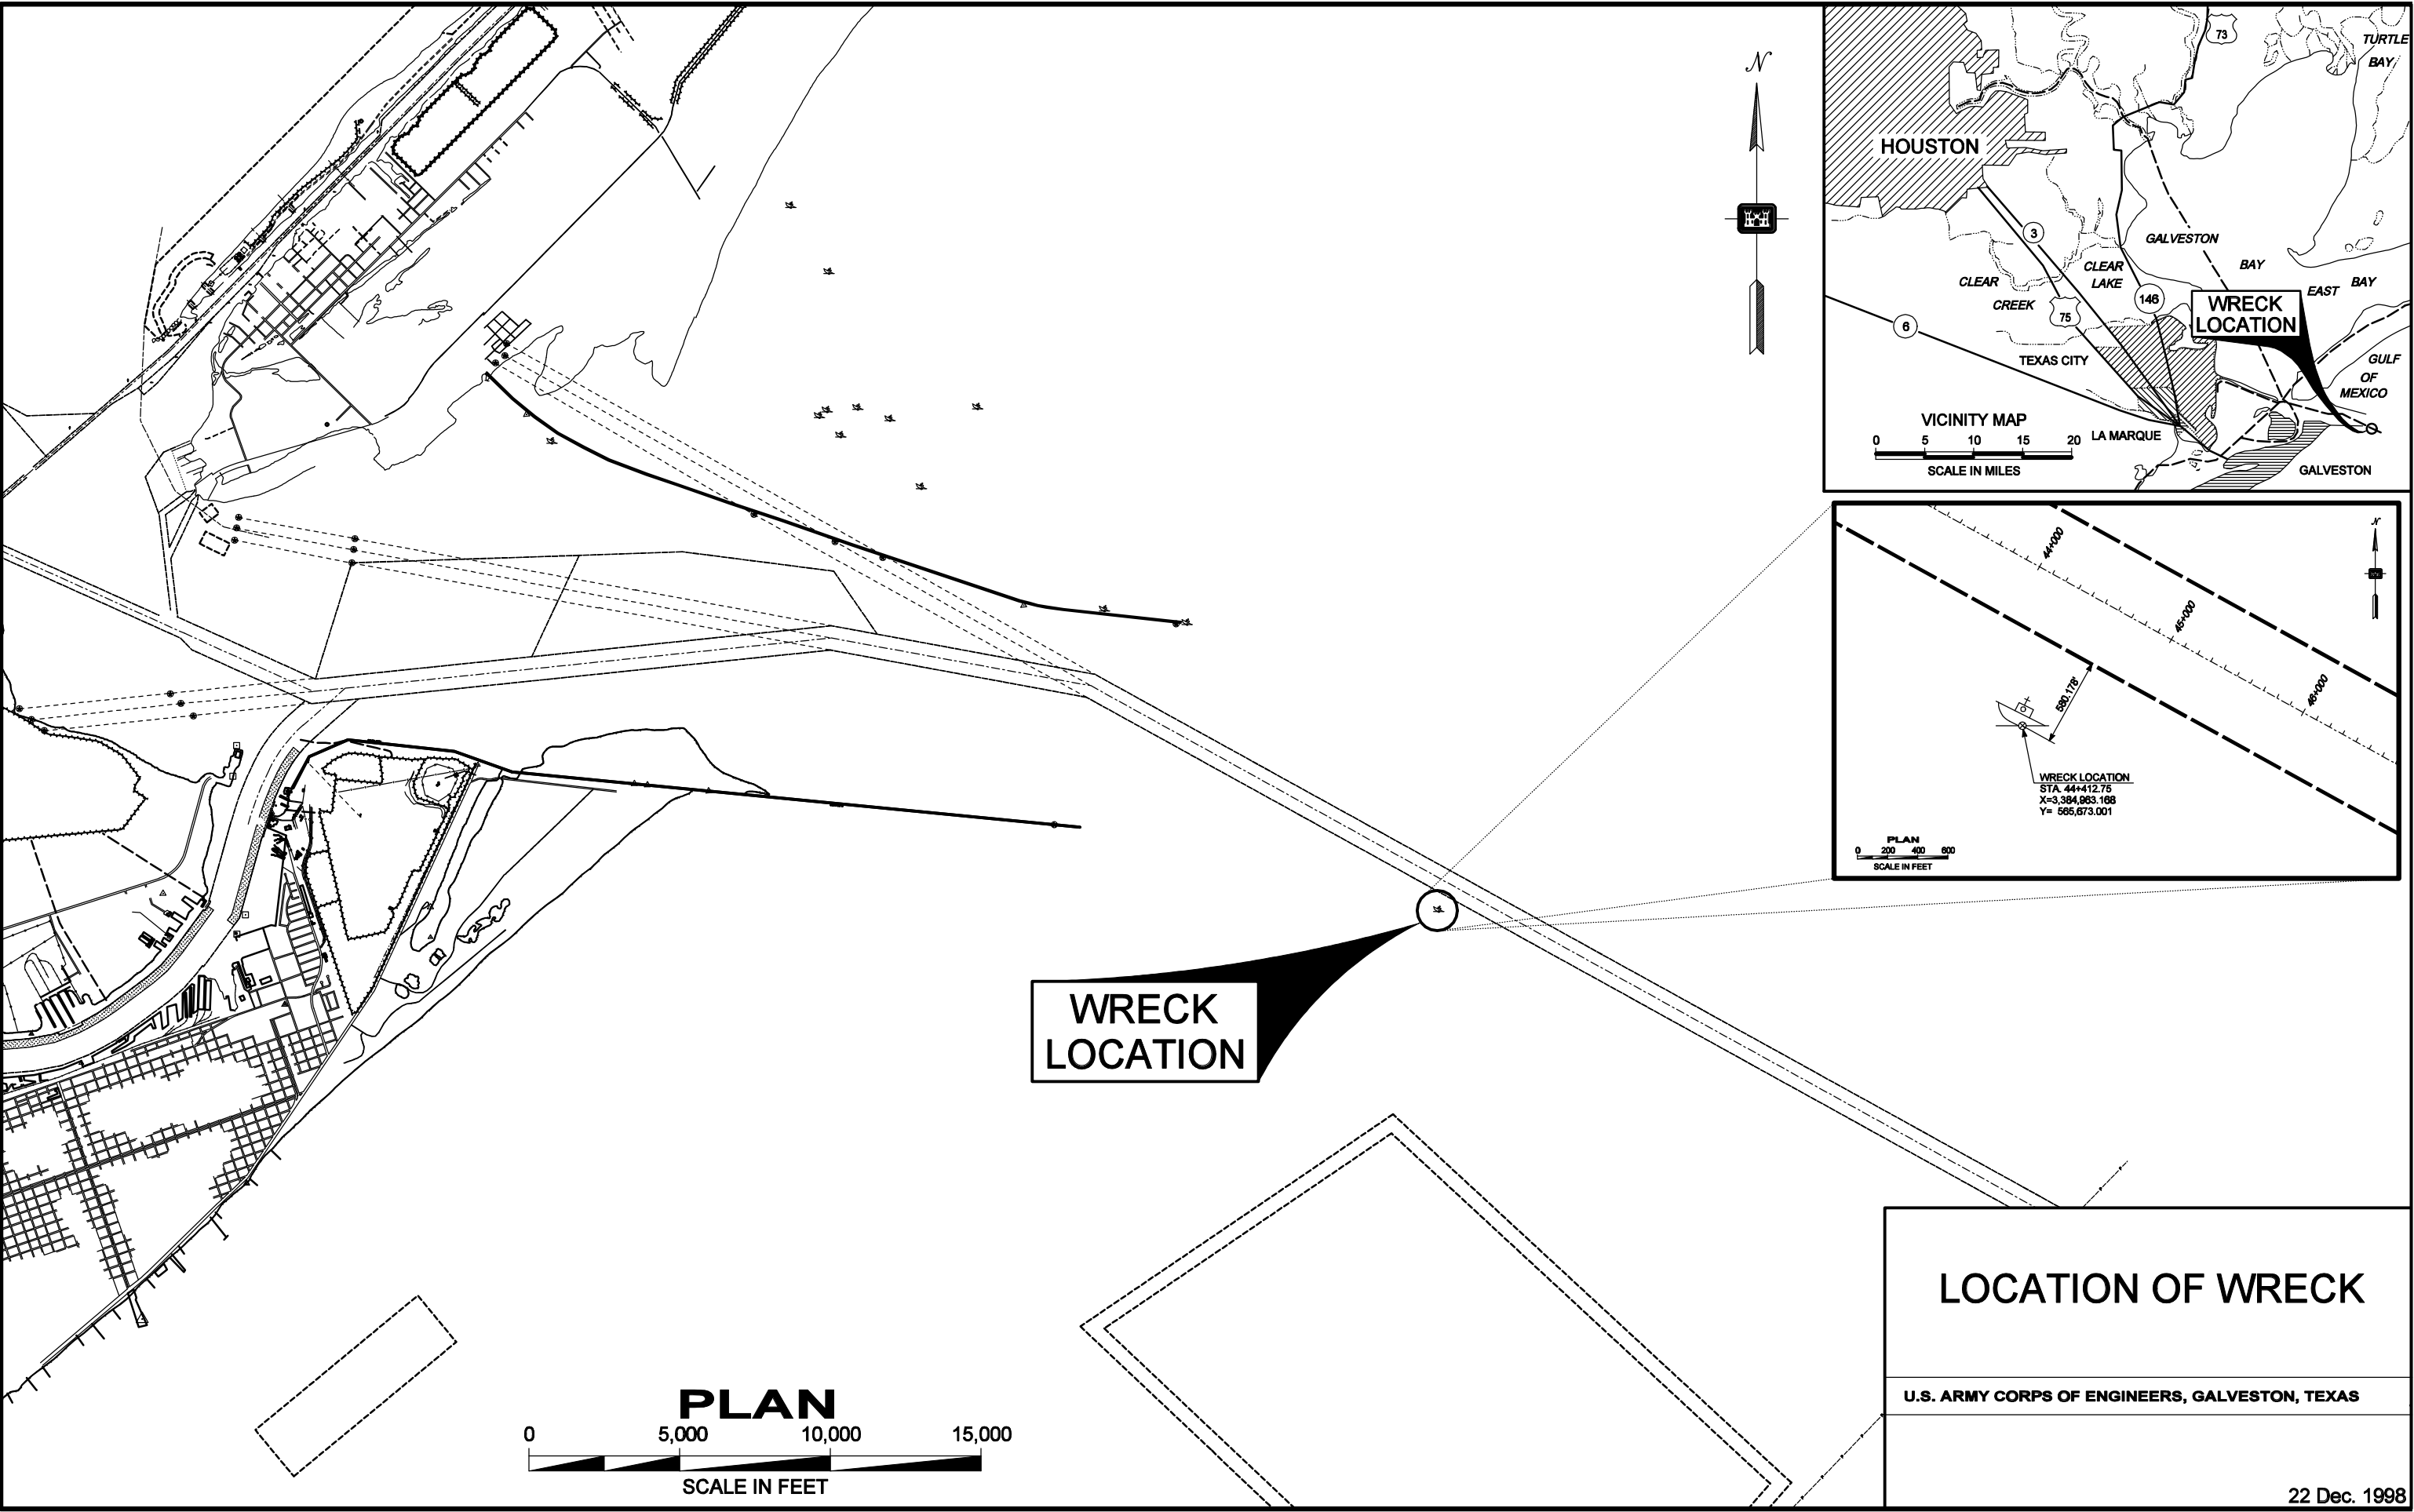 N
73
TURTLE
BAY
HOUSTON
3
GALVESTON
BAY
CLEAR
LAKE
CLEAR
CREEK
EAST BAY
146
75
6
WRECK
LOCATION
TEXAS CITY
GULF
OF
MEXICO
VICINITY MAP
0 5 10 15 20
SCALE IN MILES
LA MARQUE
GALVESTON
N
44+000
45+000
46+000
580.178'
WRECK LOCATION
STA. 44+412.75
X=3,384,963.168
Y= 565,673.001
PLAN
0 200 400 600
SCALE IN FEET
WRECK
LOCATION
PLAN
0 5,000 10,000 15,000
SCALE IN FEET
LOCATION OF WRECK
U.S. ARMY CORPS OF ENGINEERS, GALVESTON, TEXAS
22 Dec. 1998